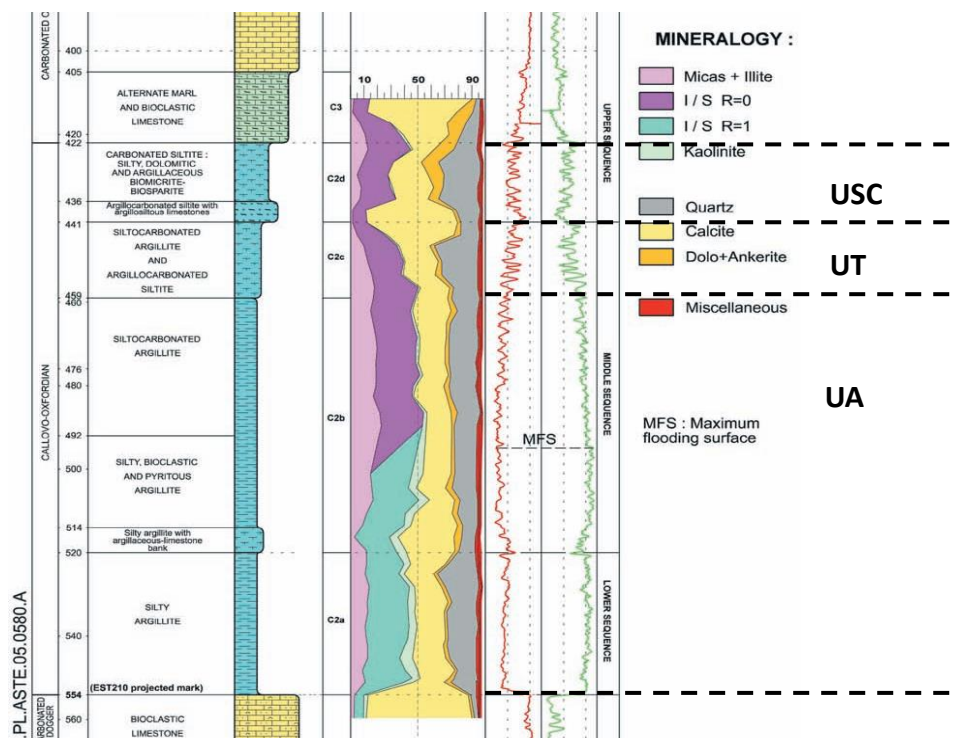 CARBONATED O
400
405
ALTERNATE MARL
AND BIOCLASTIC
LIMESTONE
420
422
CARBONATED SILTITE :
SILTY, DOLOMITIC
AND ARGILLACEOUS
BIOMICRITE-
BIOSPARITE
436
Argillocarbonated siltite with
argillosiltous limestones
441
SILTOCARBONATED
ARGILLITE
AND
ARGILLOCARBONATED
SILTITE
459
460
SILTOCARBONATED
ARGILLITE
476
480
492
SILTY, BIOCLASTIC
AND PYRITOUS
ARGILLITE
500
514
Silty argillite with
argillaceous-limestone
bank
520
SILTY
ARGILLITE
540
(EST210 projected mark)
554
BIOCLASTIC
LIMESTONE
560
CALLOVO-OXFORDIAN
CARBONATED
DOGGER
.PL.ASTE.05.0580.A
10 50 90
C3
C2d
C2c
C2b
C2a
MFS
UPPER SEQUENCE
MIDDLE SEQUENCE
LOWER SEQUENCE
MINERALOGY :
Micas + Illite
I / S R=0
I / S R=1
Kaolinite
Quartz
Calcite
Dolo+Ankerite
Miscellaneous
USC
UT
UA
MFS : Maximum
flooding surface